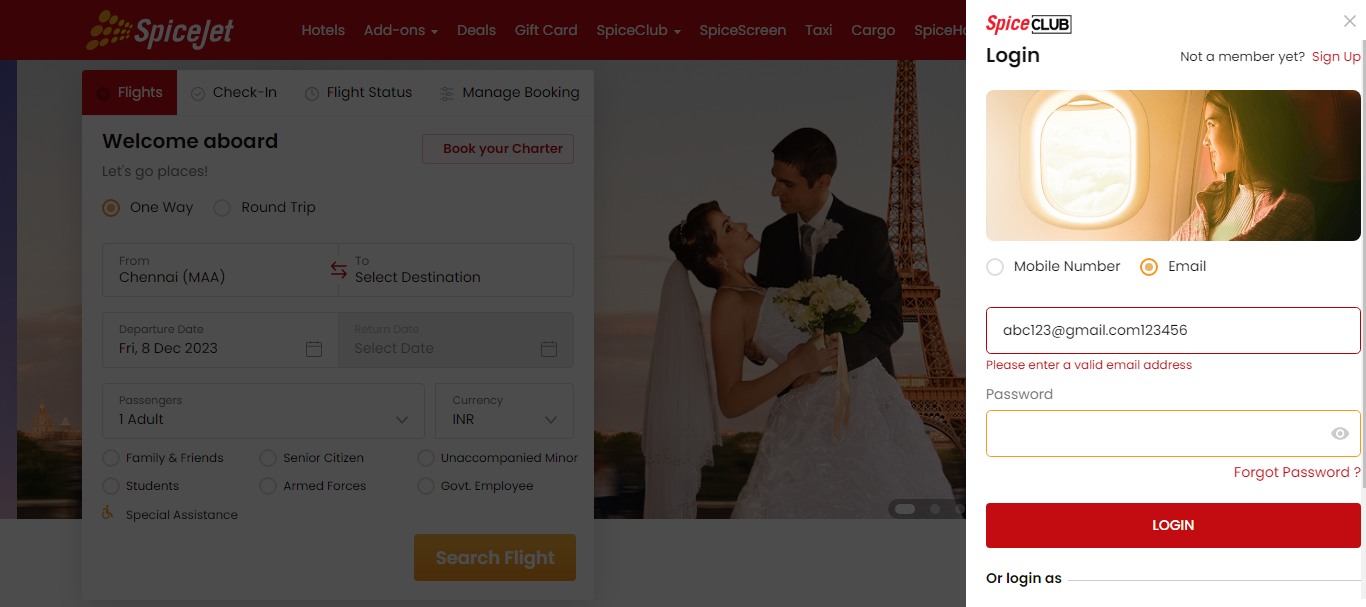 SpiceJet
Hotels Add-ons Deals Gift Card SpiceClub SpiceScreen Taxi Cargo
Flights Check-In Flight Status Manage Booking
Welcome aboard
Book your Charter
Let's go places!
One Way Round Trip
From To
Chennai (MAA) Select Destination
Departure Date Return Date
Fri, 8 Dec 2023 Select Date
Passengers Currency
1 Adult INR
Family & Friends Senior Citizen Unaccompanied Minor
Students Armed Forces Govt. Employee
Special Assistance
Search Flight
SpiceCLUB
Login
Not a member yet? Sign Up
Mobile Number Email
abc123@gmail.com123456
Please enter a valid email address
Password
Forgot Password ?
LOGIN
Or login as